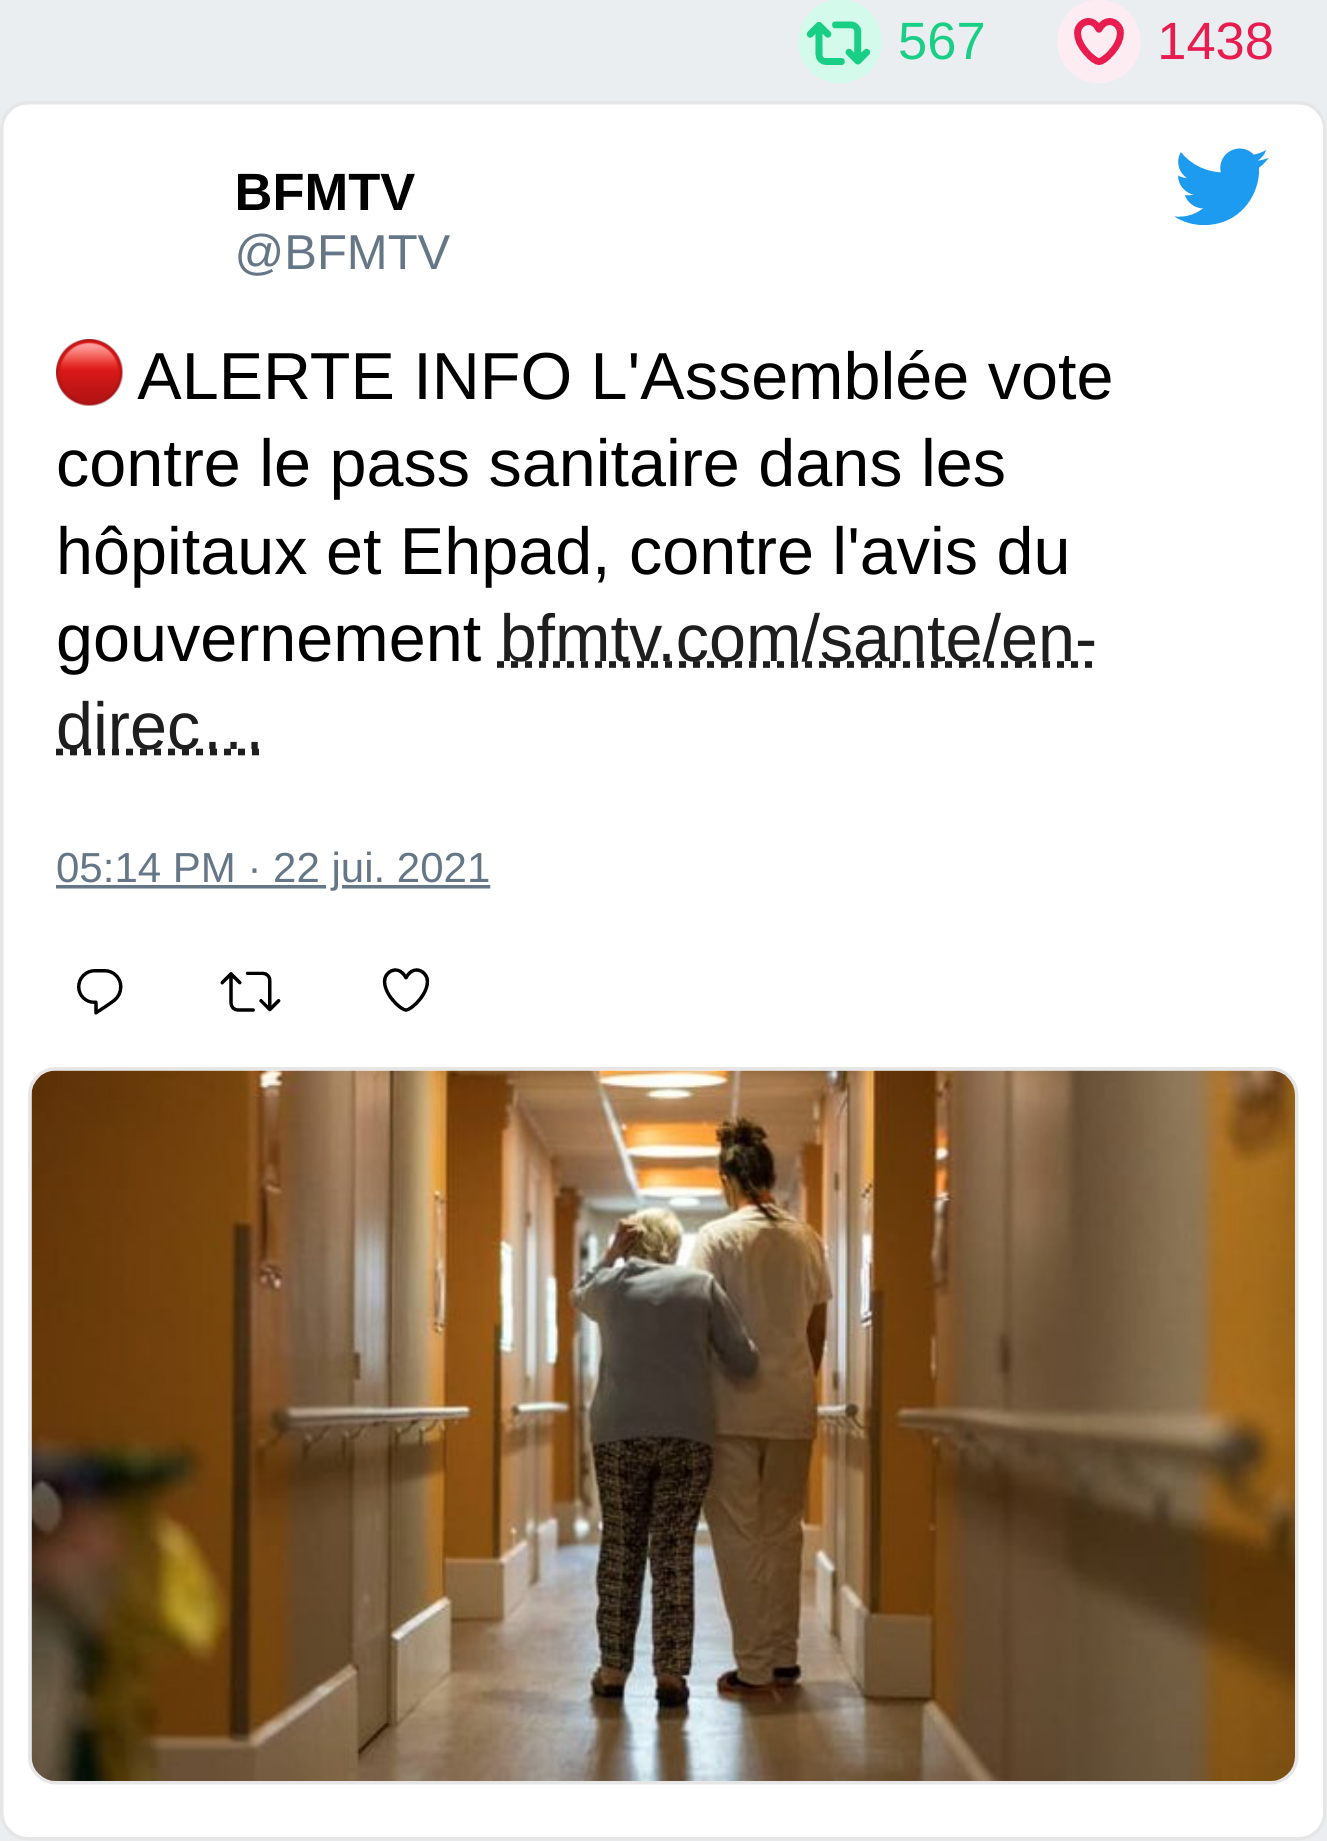 567 1438
BFMTV
@BFMTV
🔴 ALERTE INFO L'Assemblée vote
contre le pass sanitaire dans les
hôpitaux et Ehpad, contre l'avis du
gouvernement bfmtv.com/sante/en-
direc…
05:14 PM · 22 jui. 2021